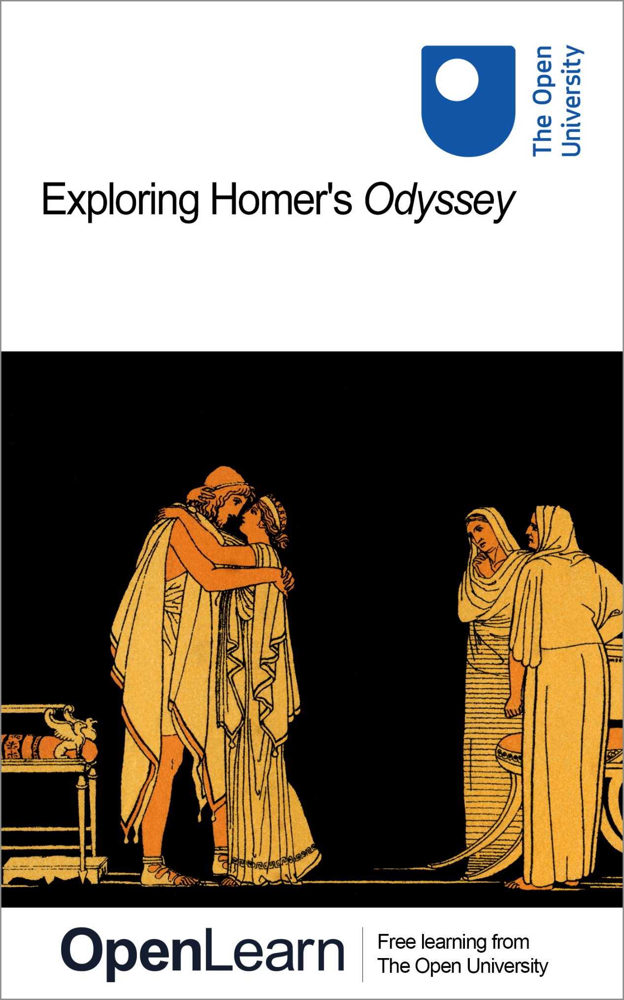 The Open
University
Exploring Homer's Odyssey
OpenLearn
Free learning from
The Open University